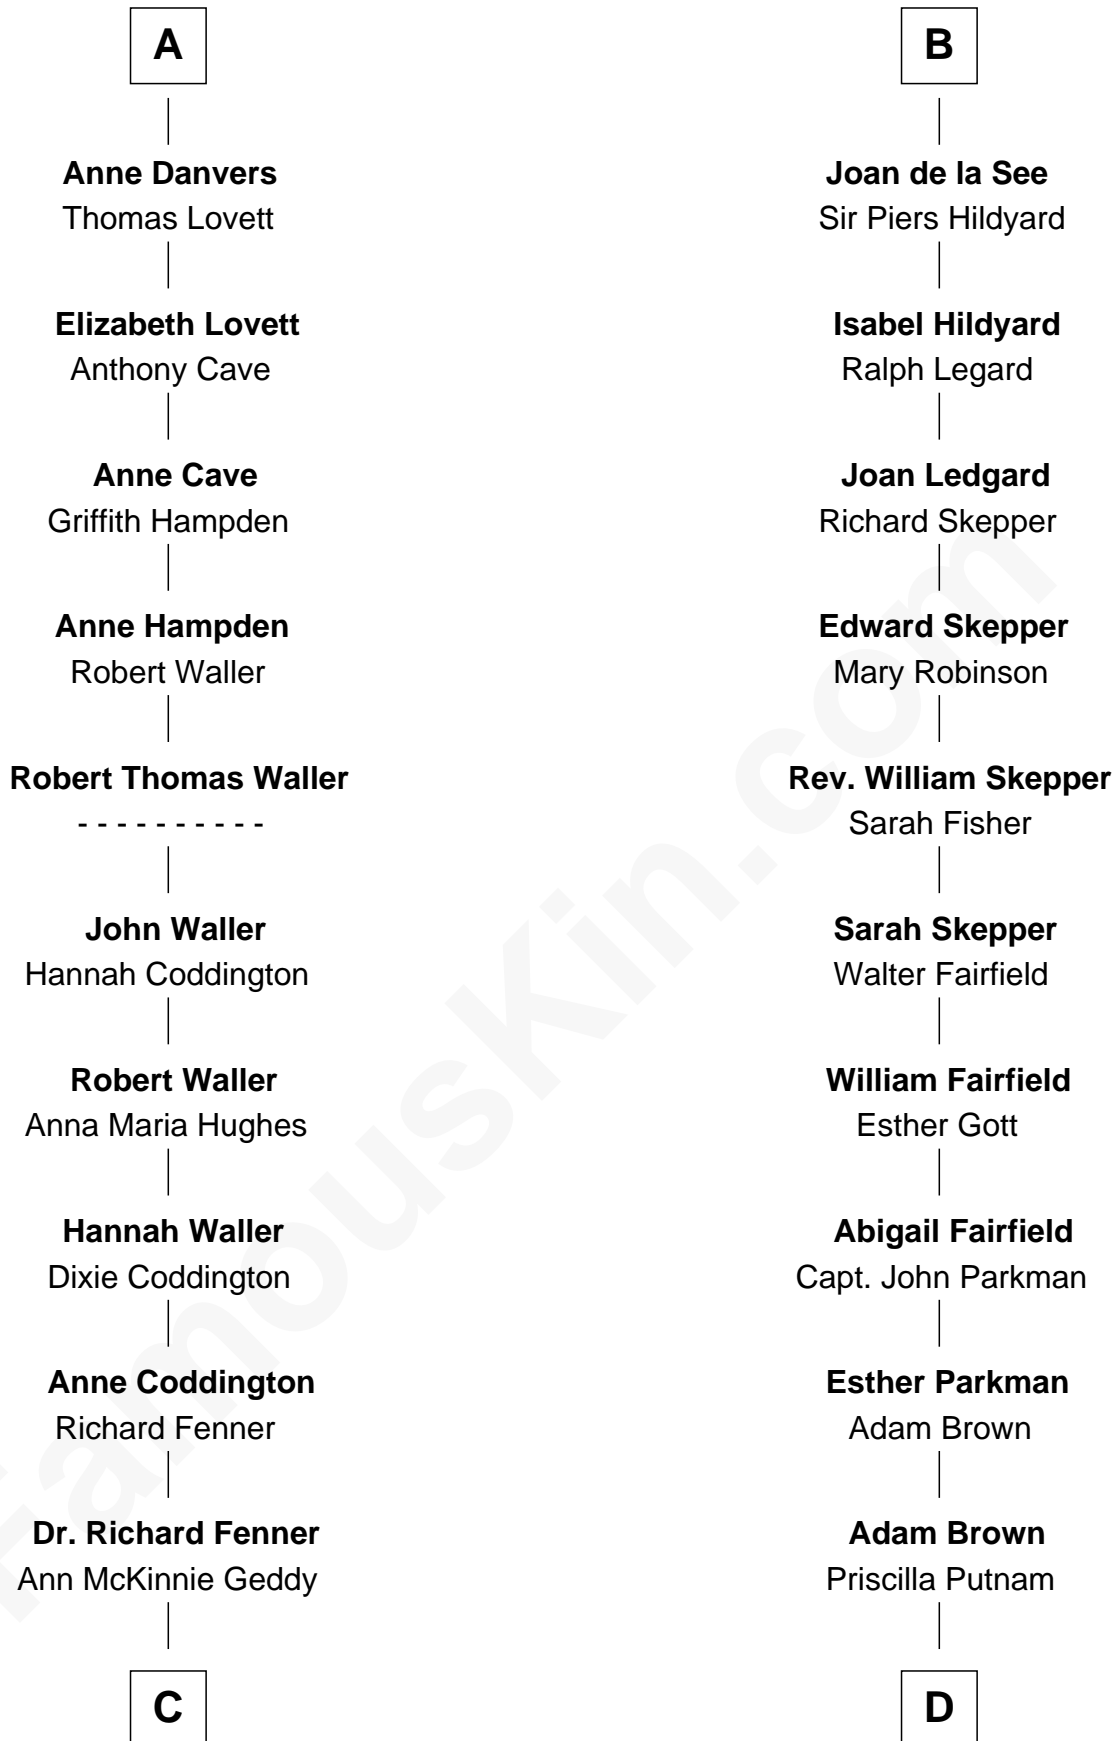 A
Anne Danvers
Thomas Lovett
Elizabeth Lovett
Anthony Cave
Anne Cave
Griffith Hampden
Anne Hampden
Robert Waller
Robert Thomas Waller
- - - - - - - - - -
John Waller
Hannah Coddington
Robert Waller
Anna Maria Hughes
Hannah Waller
Dixie Coddington
Anne Coddington
Richard Fenner
Dr. Richard Fenner
Ann McKinnie Geddy
C
B
Joan de la See
Sir Piers Hildyard
Isabel Hildyard
Ralph Legard
Joan Ledgard
Richard Skepper
Edward Skepper
Mary Robinson
Rev. William Skepper
Sarah Fisher
Sarah Skepper
Walter Fairfield
William Fairfield
Esther Gott
Abigail Fairfield
Capt. John Parkman
Esther Parkman
Adam Brown
Adam Brown
Priscilla Putnam
D
FamousKin.com